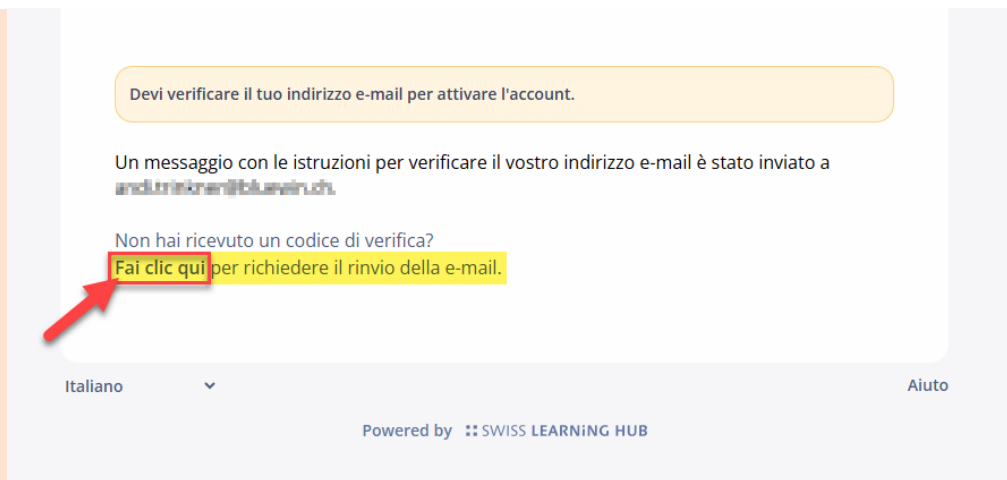 Devi verificare il tuo indirizzo e-mail per attivare l'account.
Un messaggio con le istruzioni per verificare il vostro indirizzo e-mail è stato inviato a
Non hai ricevuto un codice di verifica?
Fai clic qui per richiedere il rinvio della e-mail.
Italiano
Aiuto
Powered by SWISS LEARNiNG HUB